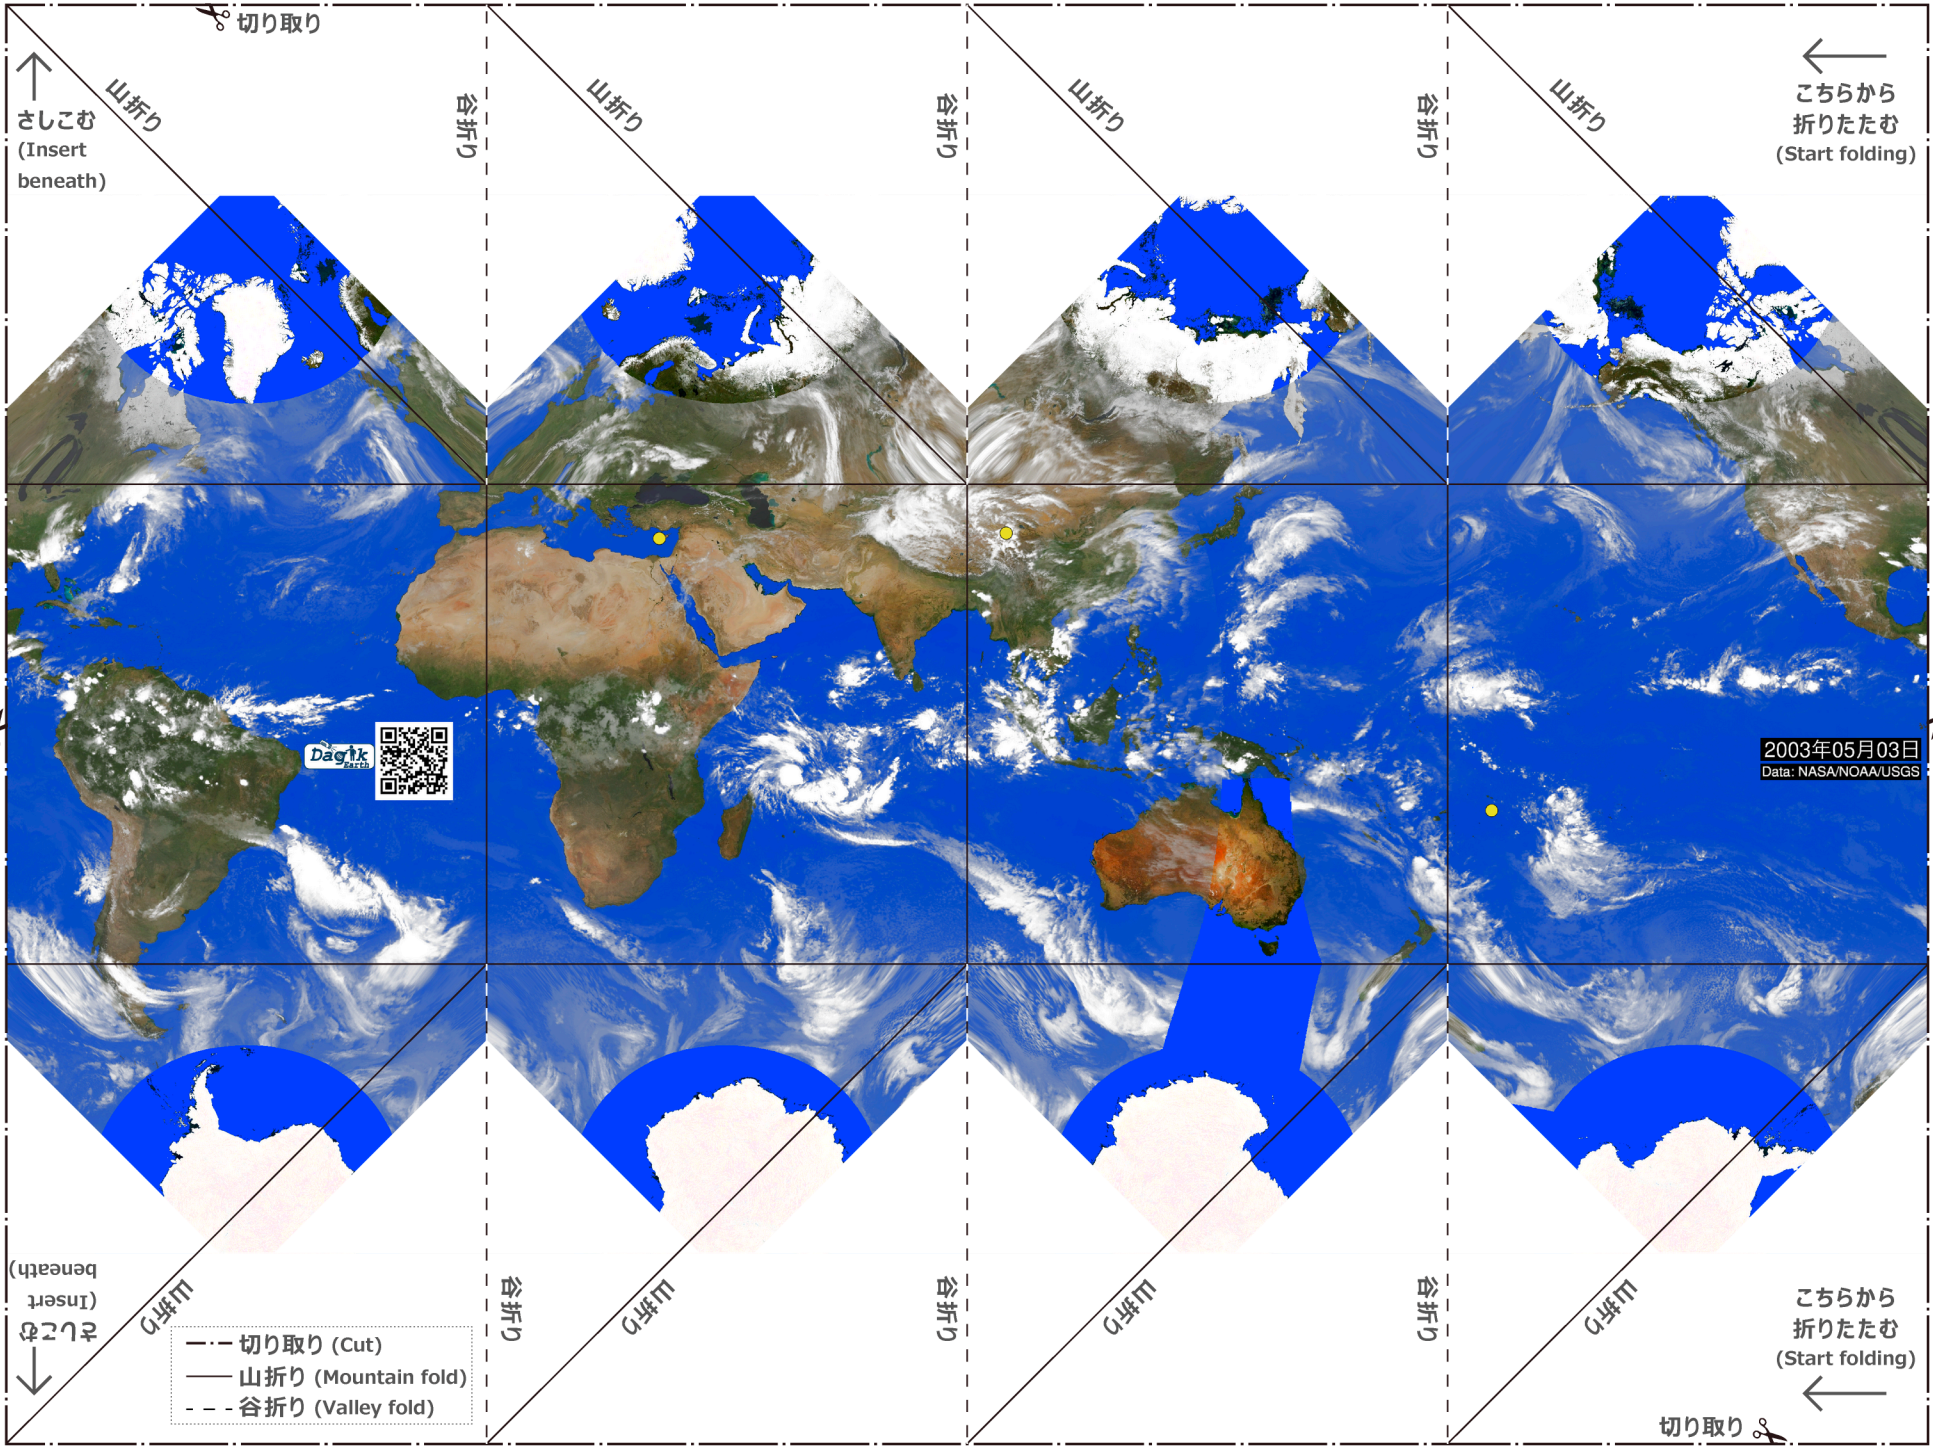 切り取り
さしこむ
(Insert
beneath)
山折り
谷折り
山折り
谷折り
山折り
谷折り
山折り
こちらから
折りたたむ
(Start folding)
Dagik
Earth
2003年05月03日
Data: NASA/NOAA/USGS
さしこむ
(Insert
beneath)
山折り
谷折り
山折り
谷折り
山折り
谷折り
山折り
こちらから
折りたたむ
(Start folding)
切り取り (Cut)
山折り (Mountain fold)
谷折り (Valley fold)
切り取り